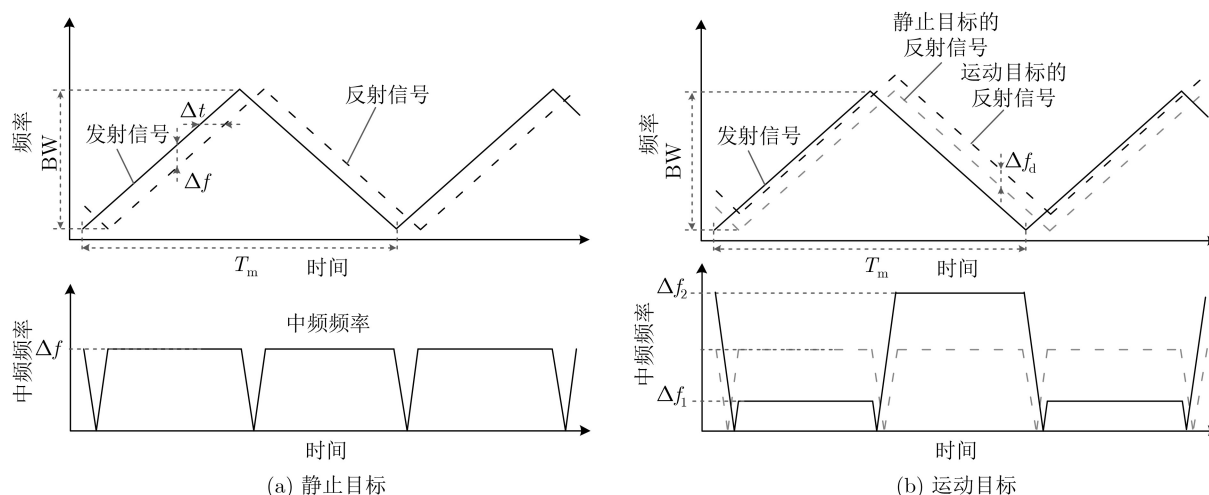 频率
BW
发射信号
Δt
Δf
反射信号
T_m
时间
中频频率
Δf
中频频率
时间
(a) 静止目标
频率
BW
发射信号
静止目标的
反射信号
运动目标的
反射信号
Δf_d
T_m
时间
中频频率
Δf_2
Δf_1
时间
(b) 运动目标